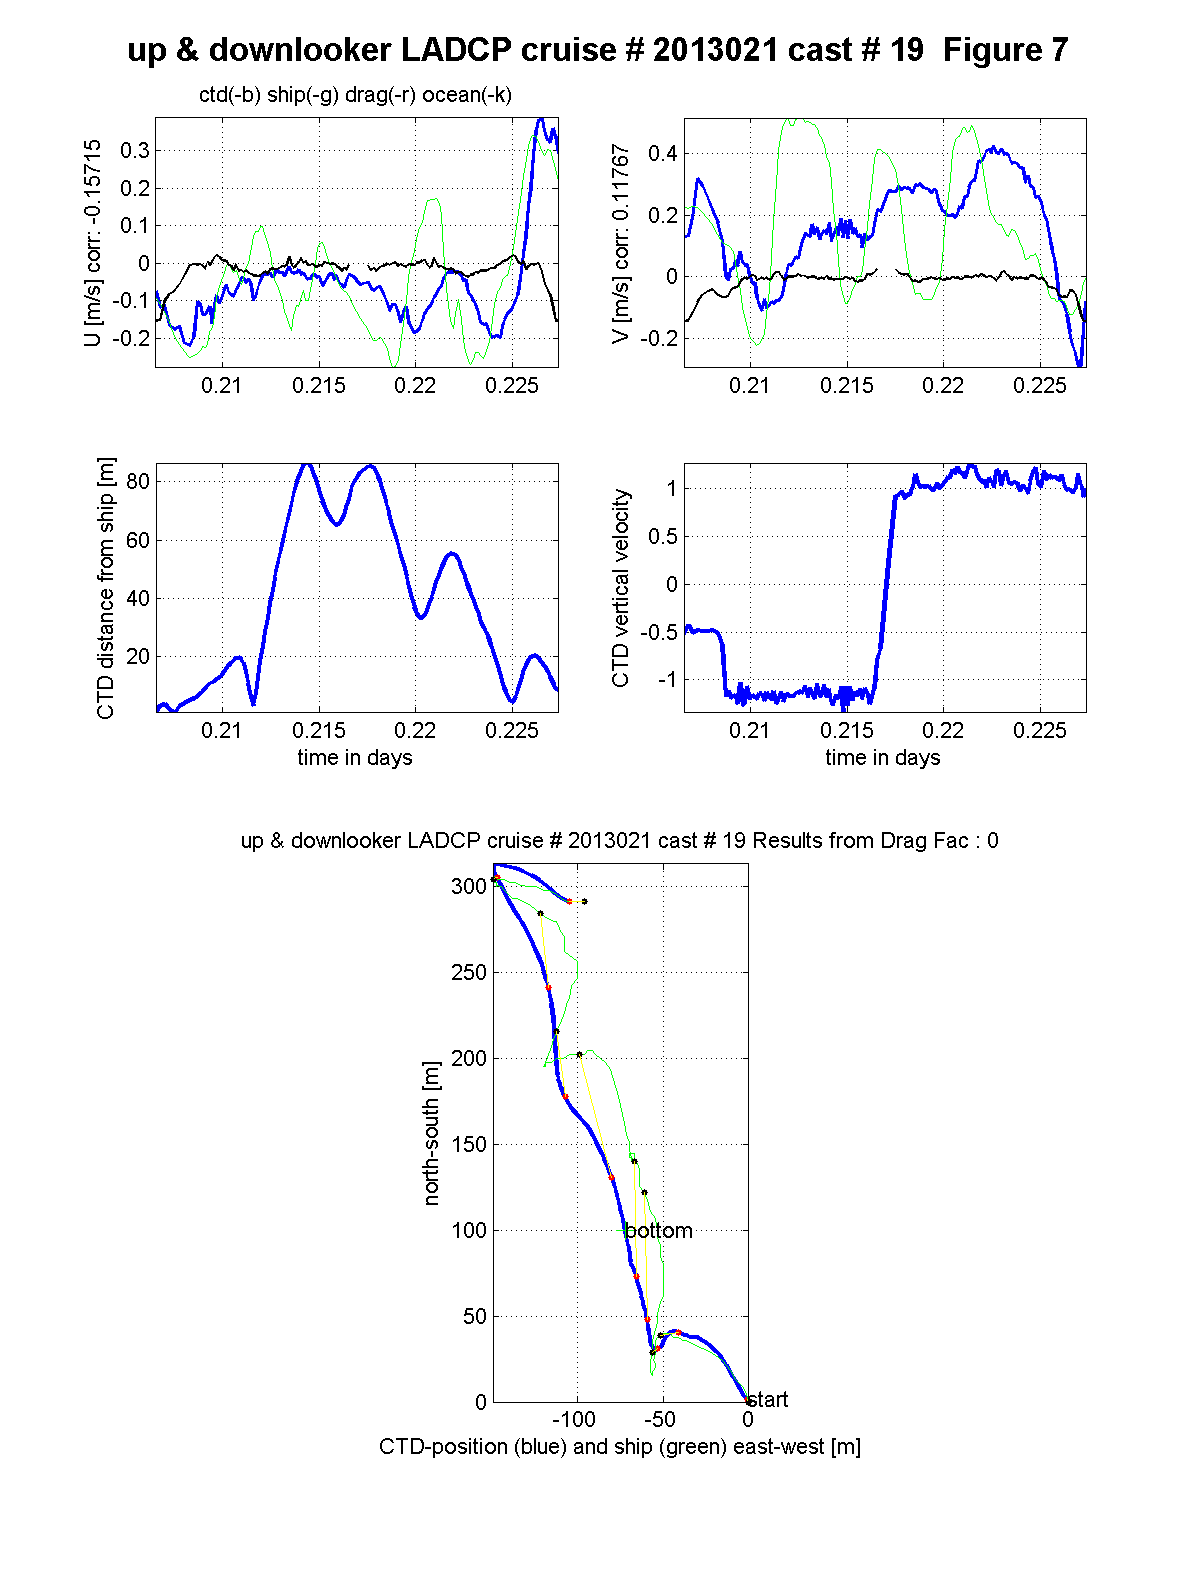 up & downlooker LADCP cruise # 2013021 cast # 19  Figure 7
ctd(-b) ship(-g) drag(-r) ocean(-k)
U [m/s] corr: -0.15715
0.3
0.2
0.1
0
-0.1
-0.2
0.21 0.215 0.22 0.225
V [m/s] corr: 0.11767
0.4
0.2
0
-0.2
0.21 0.215 0.22 0.225
CTD distance from ship [m]
80
60
40
20
0.21 0.215 0.22 0.225
time in days
CTD vertical velocity
1
0.5
0
-0.5
-1
0.21 0.215 0.22 0.225
time in days
up & downlooker LADCP cruise # 2013021 cast # 19 Results from Drag Fac : 0
north-south [m]
300
250
200
150
100
50
0
bottom
start
-100 -50 0
CTD-position (blue) and ship (green) east-west [m]